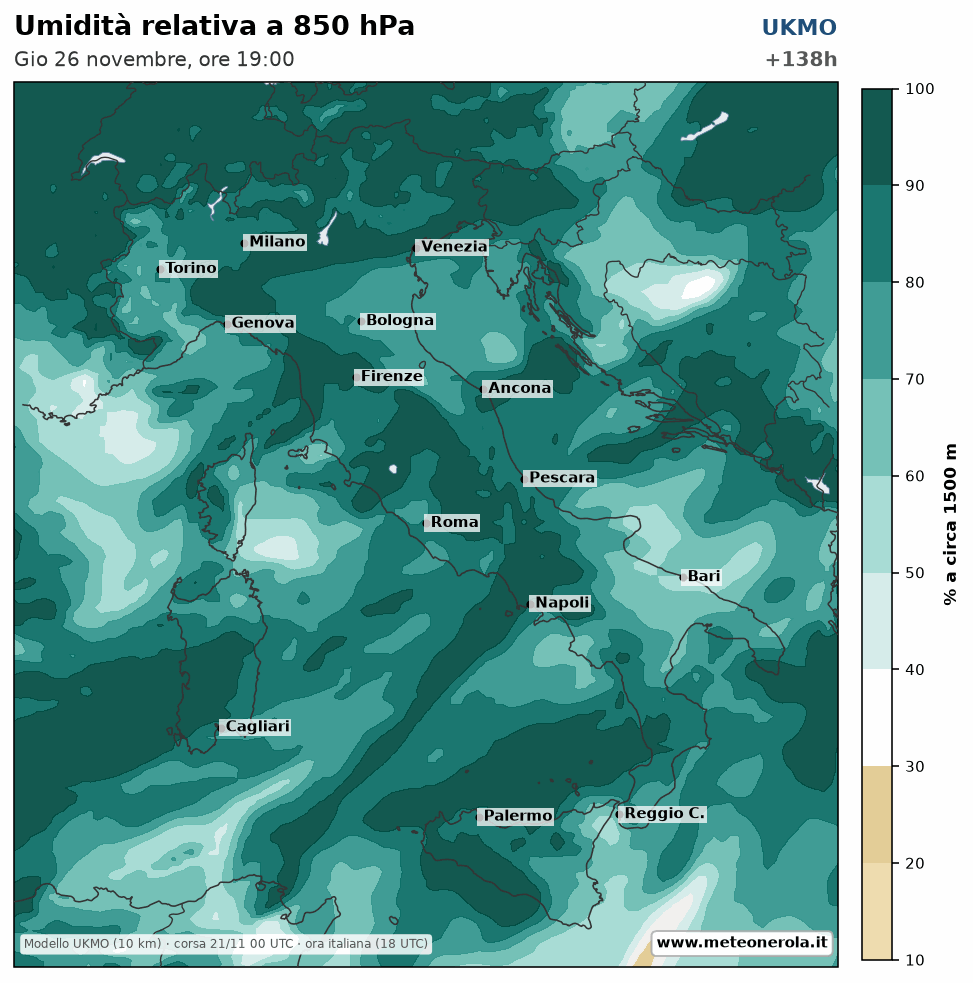 Umidità relativa a 850 hPa
UKMO
Gio 26 novembre, ore 19:00
+138h
Milano
Venezia
Torino
Genova
Bologna
Firenze
Ancona
Pescara
Roma
Bari
Napoli
Cagliari
Palermo
Reggio C.
100
90
80
70
60
50
40
30
20
10
% a circa 1500 m
Modello UKMO (10 km) · corsa 21/11 00 UTC · ora italiana (18 UTC)
www.meteonerola.it